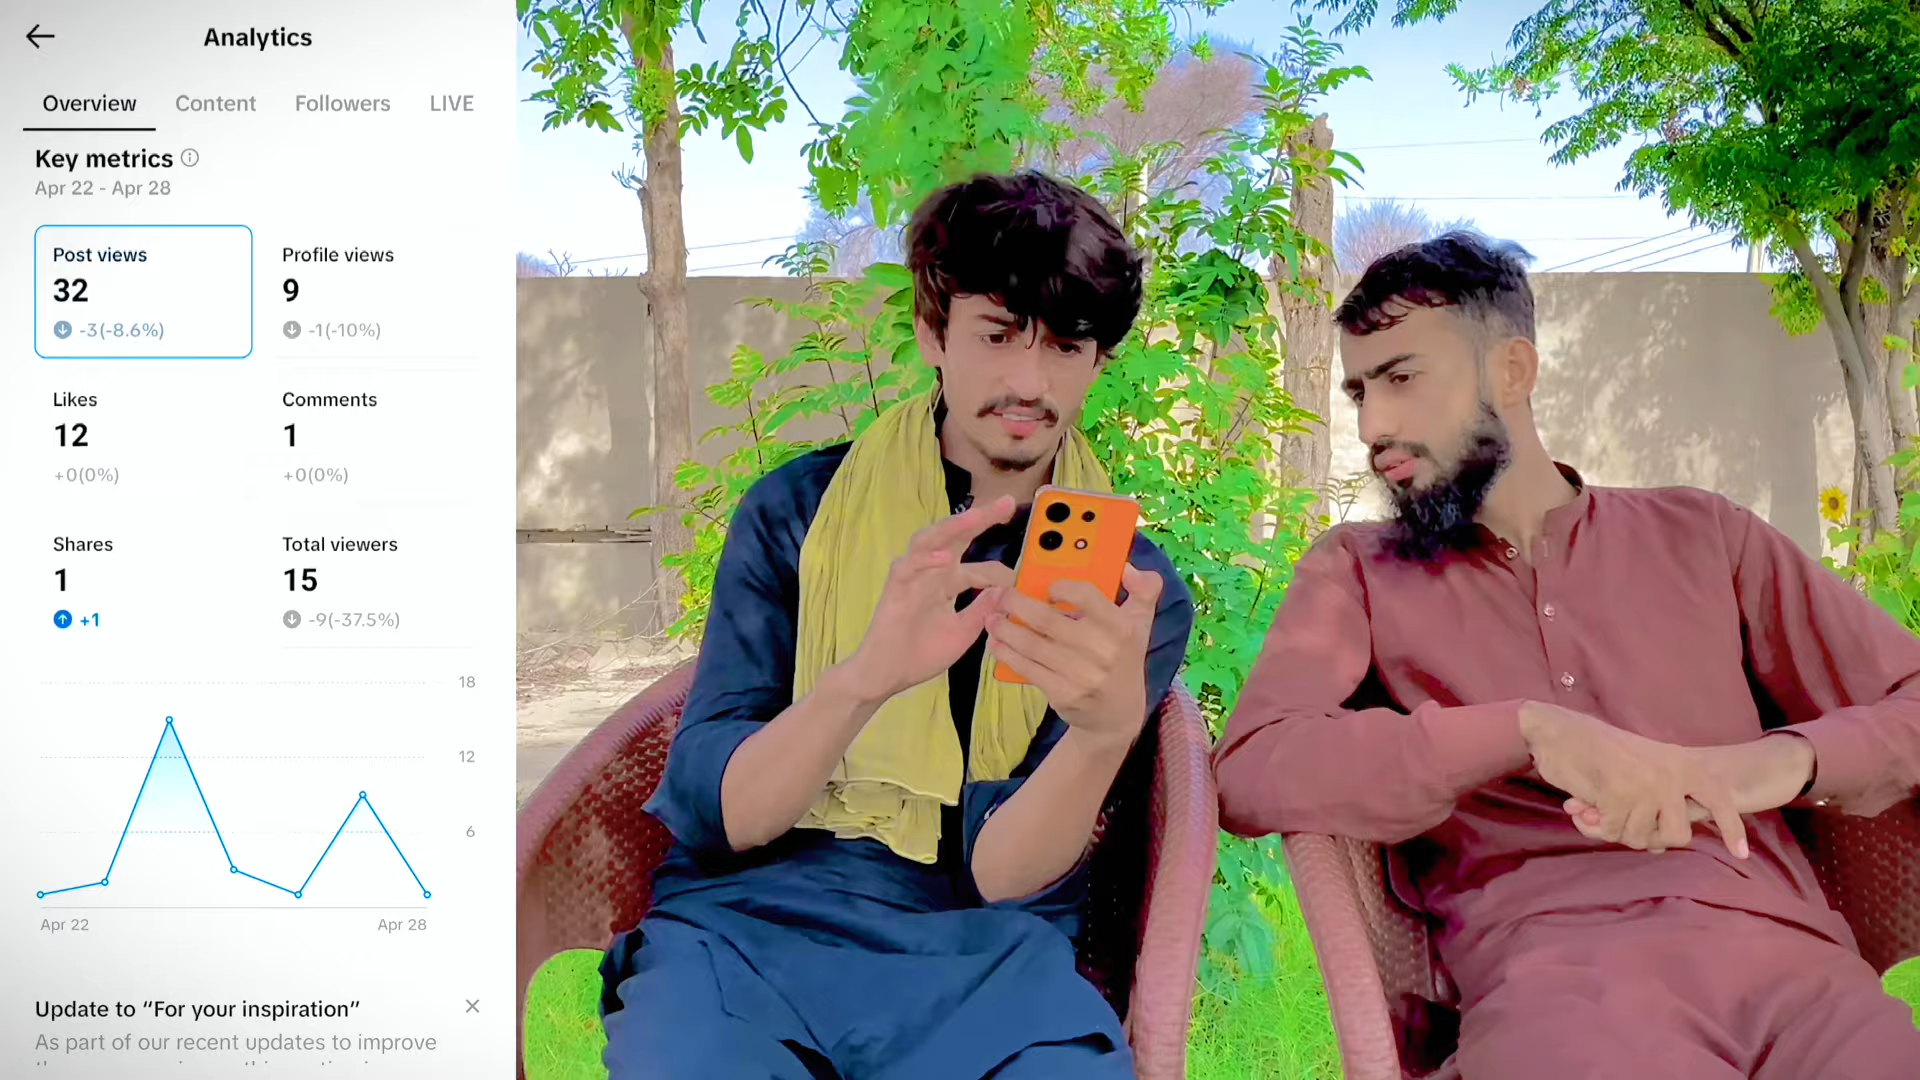 Analytics
Overview Content Followers LIVE
Key metrics
Apr 22 - Apr 28
Post views
32
-3(-8.6%)
Profile views
9
-1(-10%)
Likes
12
+0(0%)
Comments
1
+0(0%)
Shares
1
+1
Total viewers
15
-9(-37.5%)
18
12
6
Apr 22 Apr 28
Update to “For your inspiration”
As part of our recent updates to improve